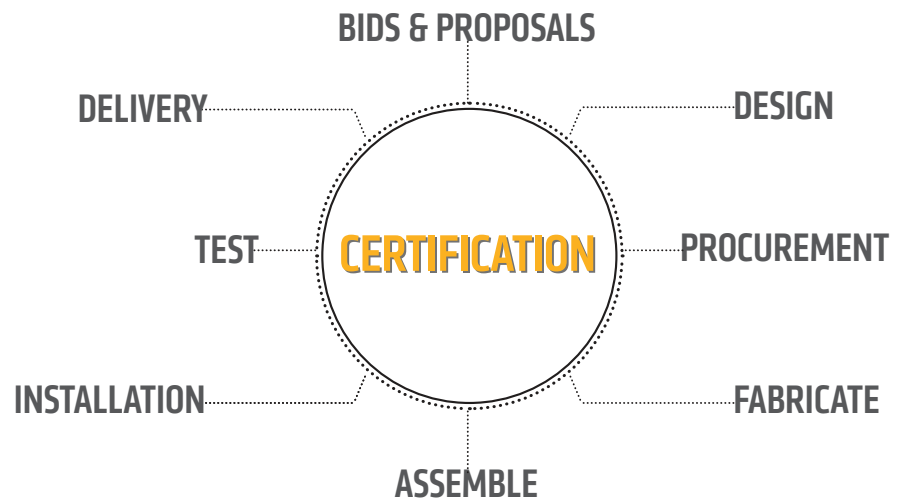 BIDS & PROPOSALS
DELIVERY
DESIGN
TEST
CERTIFICATION
PROCUREMENT
INSTALLATION
FABRICATE
ASSEMBLE